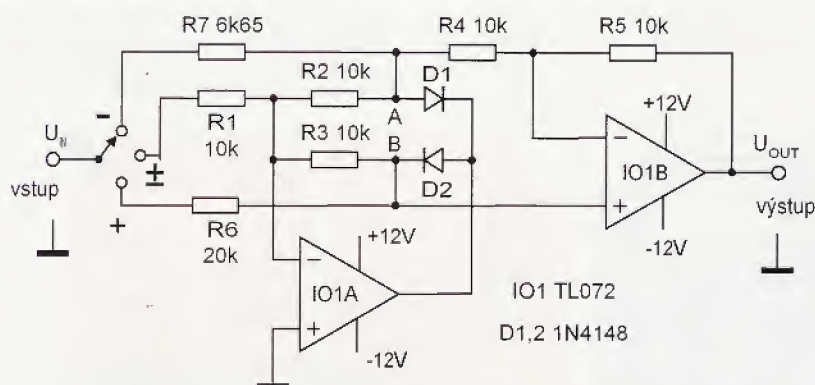 R7 6k65
R4 10k
R5 10k
R2 10k
D1
+12V
−
A
R1
10k
R3 10k
B
U_N
vstup
±
−
IO1B
+
U_OUT
výstup
D2
+
R6
20k
-12V
+12V
−
IO1A
+
-12V
IO1 TL072
D1,2 1N4148